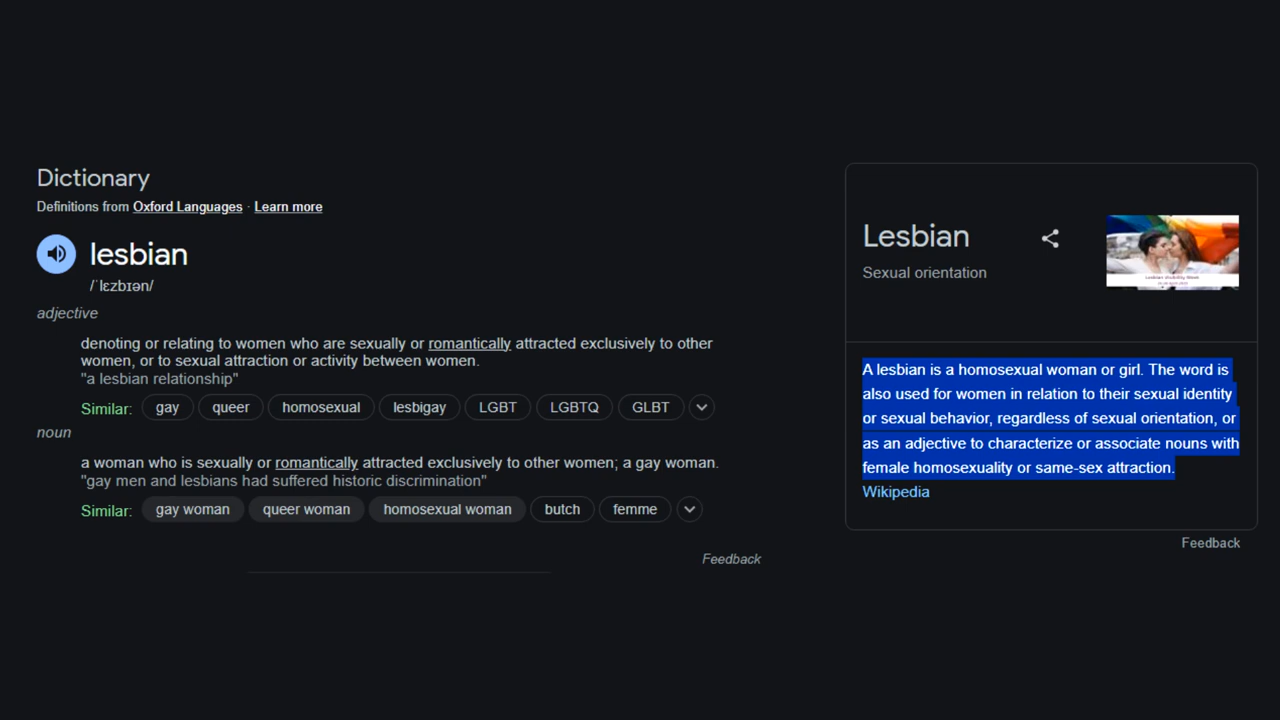 Dictionary
Definitions from Oxford Languages · Learn more
lesbian
/ˈlɛzbɪən/
adjective
denoting or relating to women who are sexually or romantically attracted exclusively to other
women, or to sexual attraction or activity between women.
"a lesbian relationship"
Similar: gay queer homosexual lesbigay LGBT LGBTQ GLBT
noun
a woman who is sexually or romantically attracted exclusively to other women; a gay woman.
"gay men and lesbians had suffered historic discrimination"
Similar: gay woman queer woman homosexual woman butch femme
Feedback
Lesbian
Sexual orientation
Lesbian Visibility Week
A lesbian is a homosexual woman or girl. The word is
also used for women in relation to their sexual identity
or sexual behavior, regardless of sexual orientation, or
as an adjective to characterize or associate nouns with
female homosexuality or same-sex attraction.
Wikipedia
Feedback